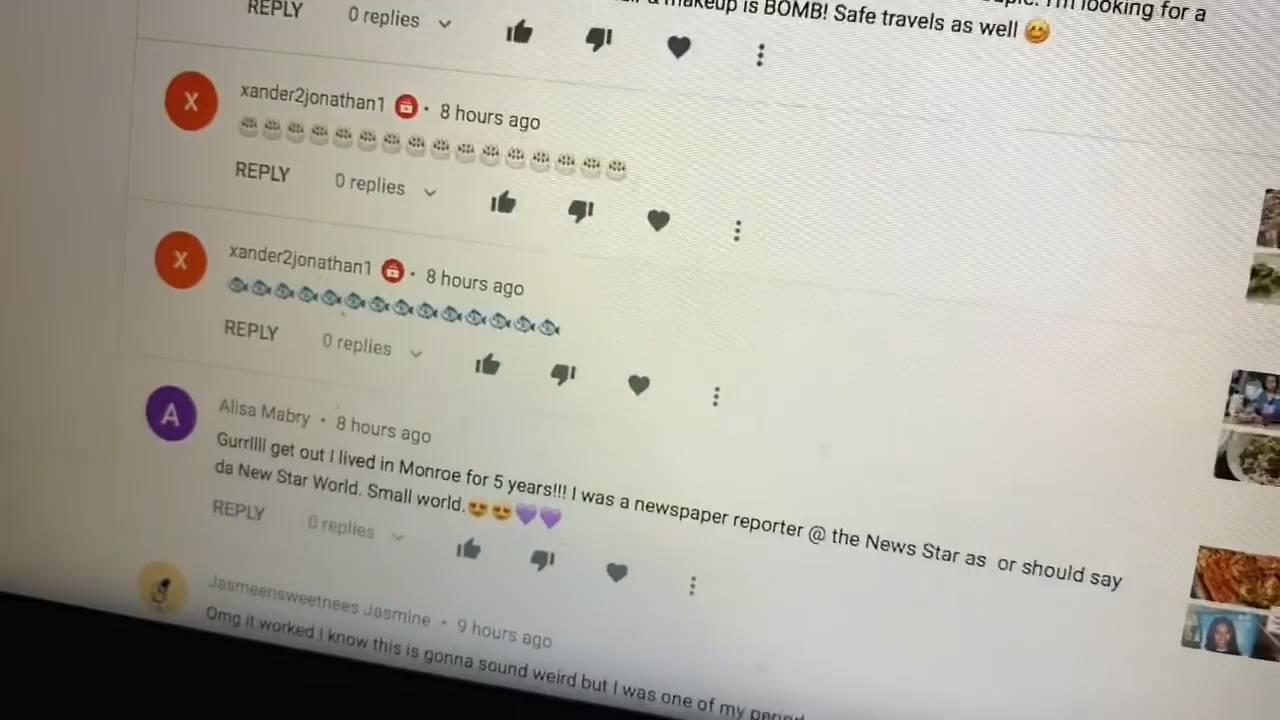 I'm looking for a
makeup is BOMB! Safe travels as well 😀
REPLY 0 replies
X xander2jonathan1 • 8 hours ago
🎂🎂🎂🎂🎂🎂🎂🎂🎂🎂🎂🎂🎂🎂🎂🎂
REPLY 0 replies
X xander2jonathan1 • 8 hours ago
🐟🐟🐟🐟🐟🐟🐟🐟🐟🐟🐟🐟🐟🐟
REPLY 0 replies
A Alisa Mabry • 8 hours ago
Gurrllll get out I lived in Monroe for 5 years!!! I was a newspaper reporter @ the News Star as or should say
da New Star World. Small world.😍😍💜💜
REPLY 0 replies
Jasmeensweetnees Jasmine • 9 hours ago
Omg it worked I know this is gonna sound weird but I was one of my period